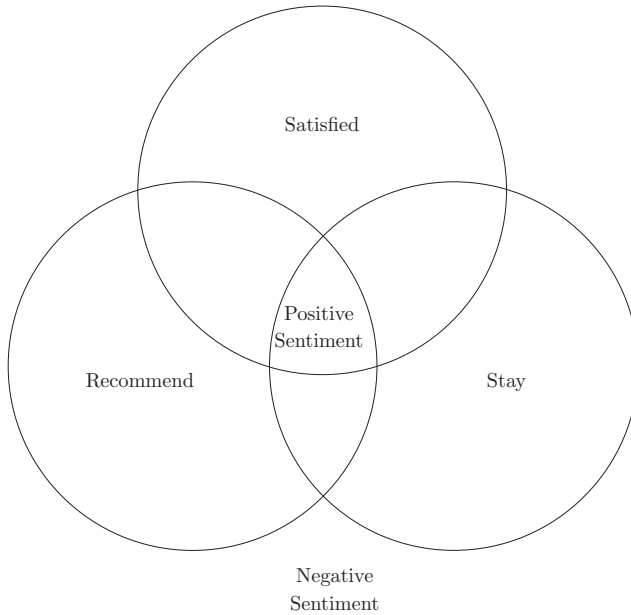 Satisfied
Positive
Sentiment
Recommend
Stay
Negative
Sentiment